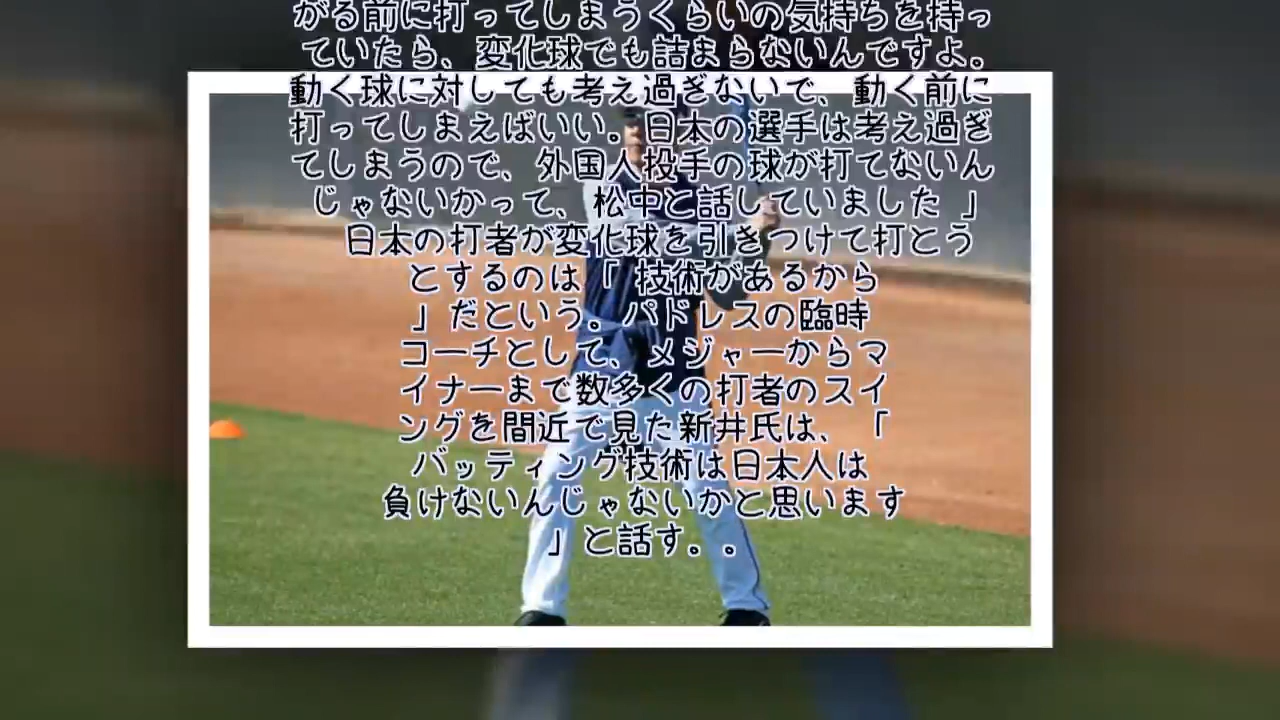 がる前に打ってしまうくらいの気持ちを持っ
ていたら、変化球でも詰まらないんですよ。
動く球に対しても考え過ぎないで、動く前に
打ってしまえばいい。日本の選手は考え過ぎ
てしまうので、外国人投手の球が打てないん
じゃないかって、松中と話していました 」
日本の打者が変化球を引きつけて打とう
とするのは「 技術があるから
」だという。パドレスの臨時
コーチとして、メジャーからマ
イナーまで数多くの打者のスイ
ングを間近で見た新井氏は、「
バッティング技術は日本人は
負けないんじゃないかと思います
」と話す。。